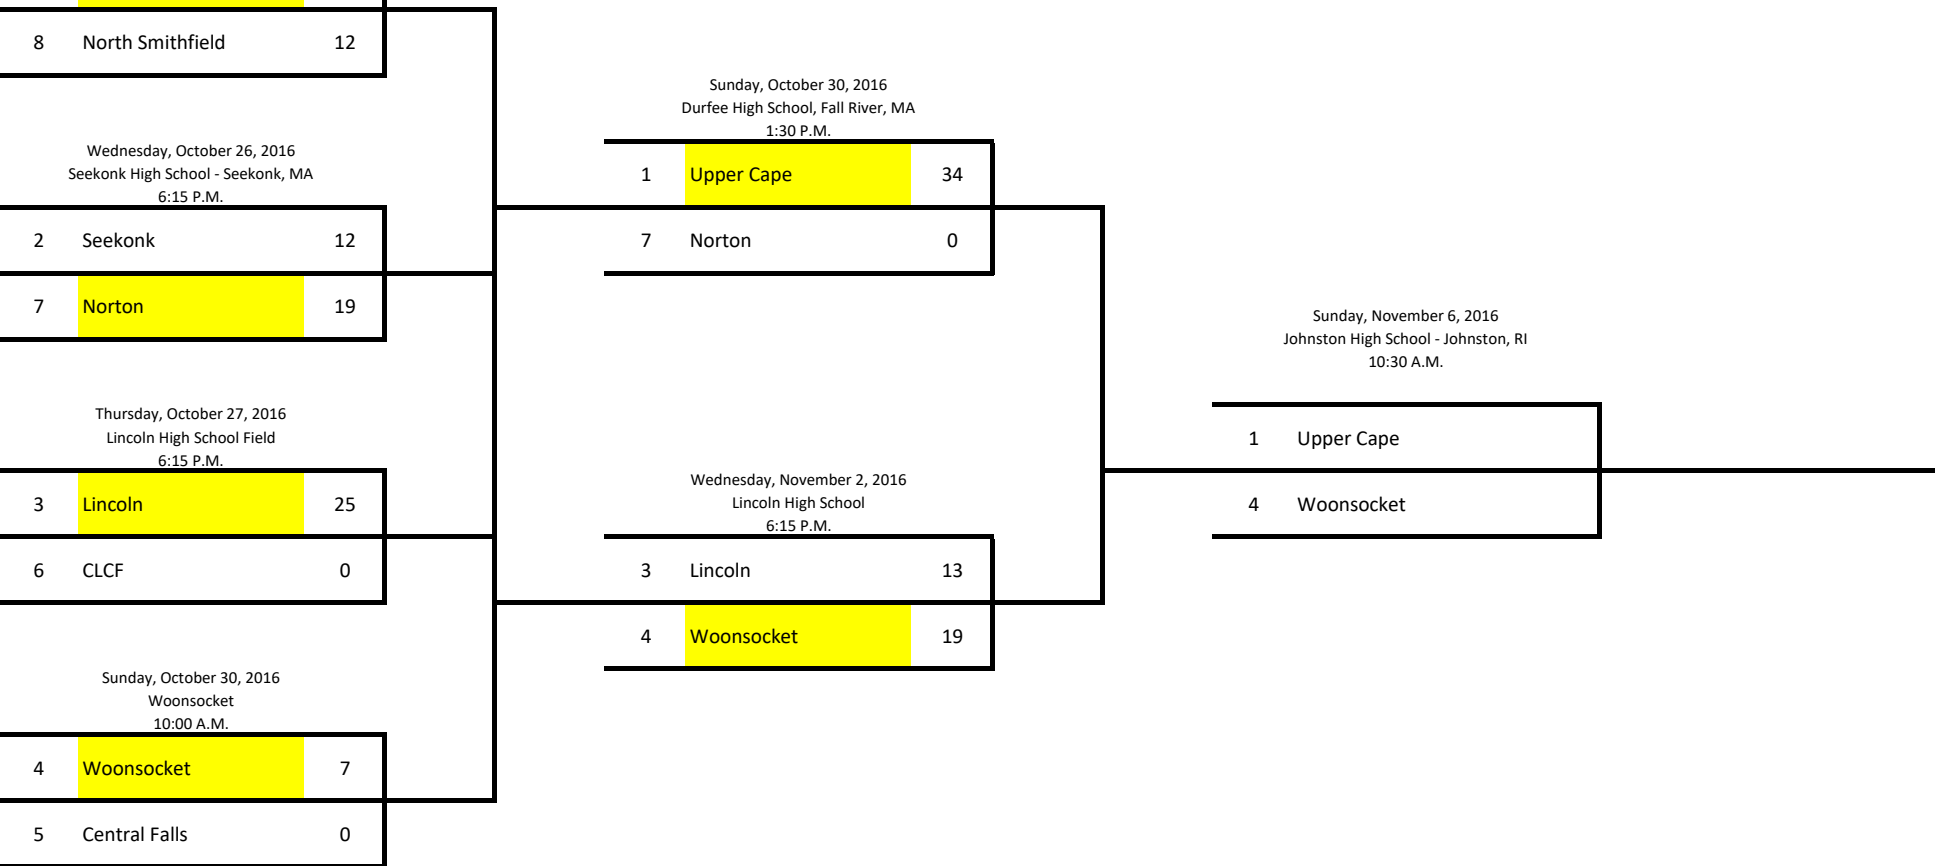 8 North Smithfield 12
Wednesday, October 26, 2016
Seekonk High School - Seekonk, MA
6:15 P.M.
2 Seekonk 12
7 Norton 19
Thursday, October 27, 2016
Lincoln High School Field
6:15 P.M.
3 Lincoln 25
6 CLCF 0
Sunday, October 30, 2016
Woonsocket
10:00 A.M.
4 Woonsocket 7
5 Central Falls 0
Sunday, October 30, 2016
Durfee High School, Fall River, MA
1:30 P.M.
1 Upper Cape 34
7 Norton 0
Wednesday, November 2, 2016
Lincoln High School
6:15 P.M.
3 Lincoln 13
4 Woonsocket 19
Sunday, November 6, 2016
Johnston High School - Johnston, RI
10:30 A.M.
1 Upper Cape
4 Woonsocket